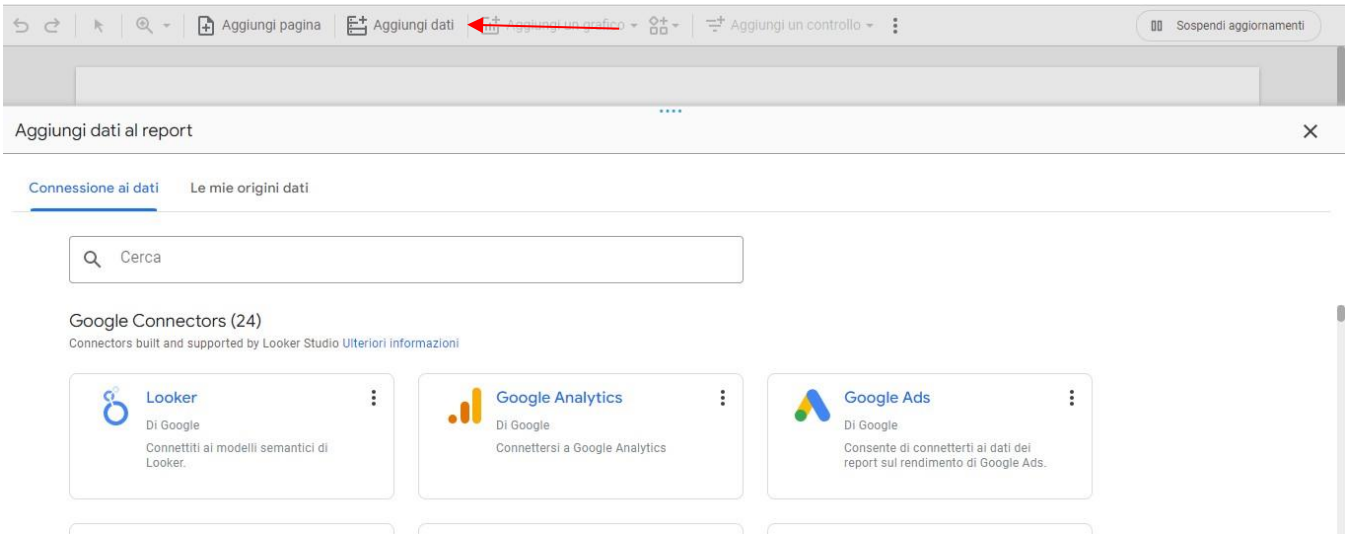 Aggiungi pagina Aggiungi dati Aggiungi un grafico Aggiungi un controllo Sospendi aggiornamenti
Aggiungi dati al report
Connessione ai dati Le mie origini dati
Cerca
Google Connectors (24)
Connectors built and supported by Looker Studio Ulteriori informazioni
Looker
Di Google
Connettiti ai modelli semantici di
Looker.
Google Analytics
Di Google
Connettersi a Google Analytics
Google Ads
Di Google
Consente di connetterti ai dati dei
report sul rendimento di Google Ads.